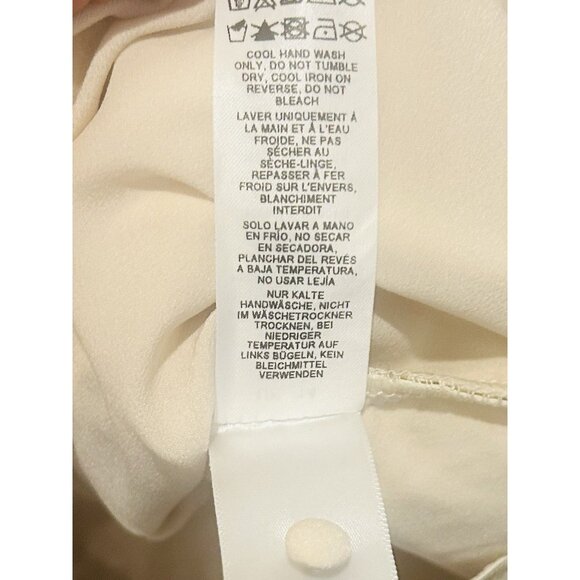 COOL HAND WASH
ONLY, DO NOT TUMBLE
DRY, COOL IRON ON
REVERSE, DO NOT
BLEACH
LAVER UNIQUEMENT À
LA MAIN ET À L'EAU
FROIDE, NE PAS
SÉCHER AU
SÈCHE-LINGE,
REPASSER À FER
FROID SUR L'ENVERS,
BLANCHIMENT
INTERDIT
SOLO LAVAR A MANO
EN FRÍO, NO SECAR
EN SECADORA,
PLANCHAR DEL REVÉS
A BAJA TEMPERATURA,
NO USAR LEJÍA
NUR KALTE
HANDWÄSCHE, NICHT
IM WÄSCHETROCKNER
TROCKNEN, BEI
NIEDRIGER
TEMPERATUR AUF
LINKS BÜGELN, KEIN
BLEICHMITTEL
VERWENDEN